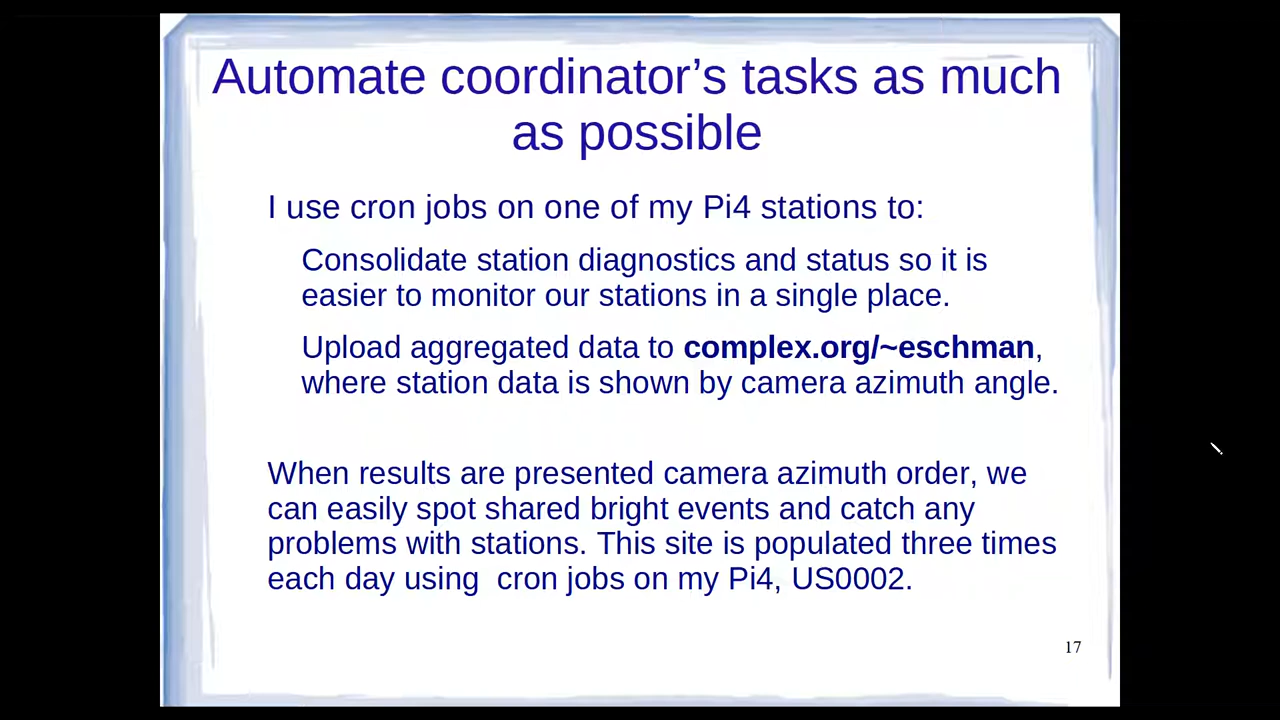 Automate coordinator’s tasks as much
as possible
I use cron jobs on one of my Pi4 stations to:
Consolidate station diagnostics and status so it is
easier to monitor our stations in a single place.
Upload aggregated data to complex.org/~eschman,
where station data is shown by camera azimuth angle.
When results are presented camera azimuth order, we
can easily spot shared bright events and catch any
problems with stations. This site is populated three times
each day using  cron jobs on my Pi4, US0002.
17